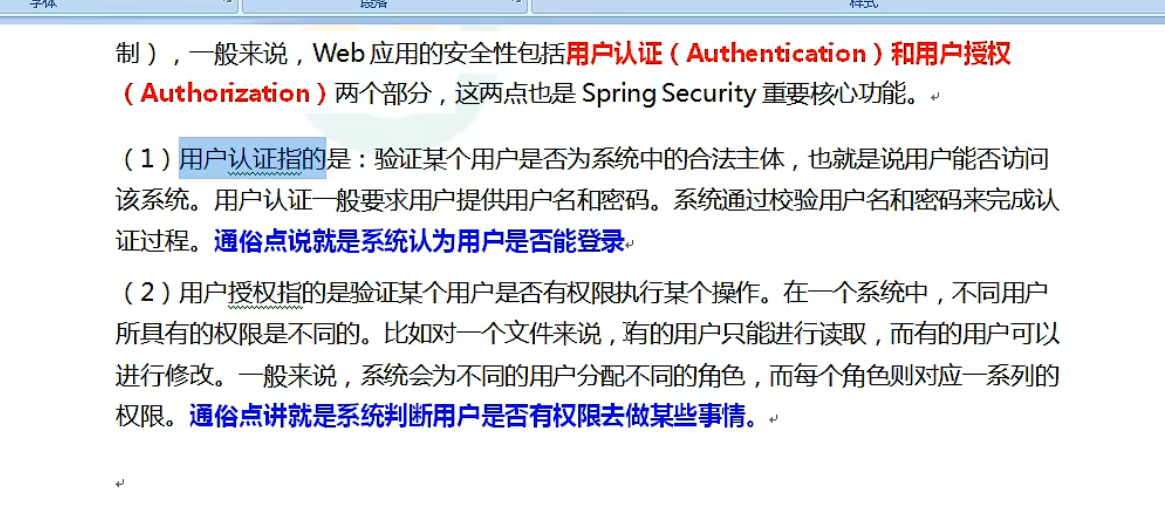 字体
段落
样式
制），一般来说，Web 应用的安全性包括用户认证（Authentication）和用户授权
（Authorization）两个部分，这两点也是 Spring Security 重要核心功能。
（1）用户认证指的是：验证某个用户是否为系统中的合法主体，也就是说用户能否访问
该系统。用户认证一般要求用户提供用户名和密码。系统通过校验用户名和密码来完成认
证过程。通俗点说就是系统认为用户是否能登录
（2）用户授权指的是验证某个用户是否有权限执行某个操作。在一个系统中，不同用户
所具有的权限是不同的。比如对一个文件来说，有的用户只能进行读取，而有的用户可以
进行修改。一般来说，系统会为不同的用户分配不同的角色，而每个角色则对应一系列的
权限。通俗点讲就是系统判断用户是否有权限去做某些事情。